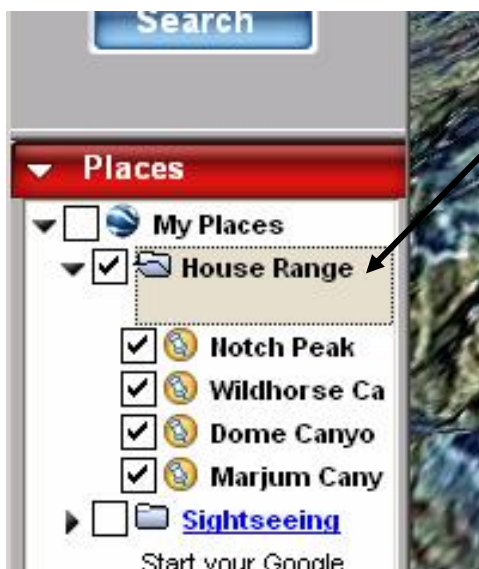 Search
Places
My Places
House Range
Notch Peak
Wildhorse Ca
Dome Canyo
Marjum Cany
Sightseeing
Start your Google